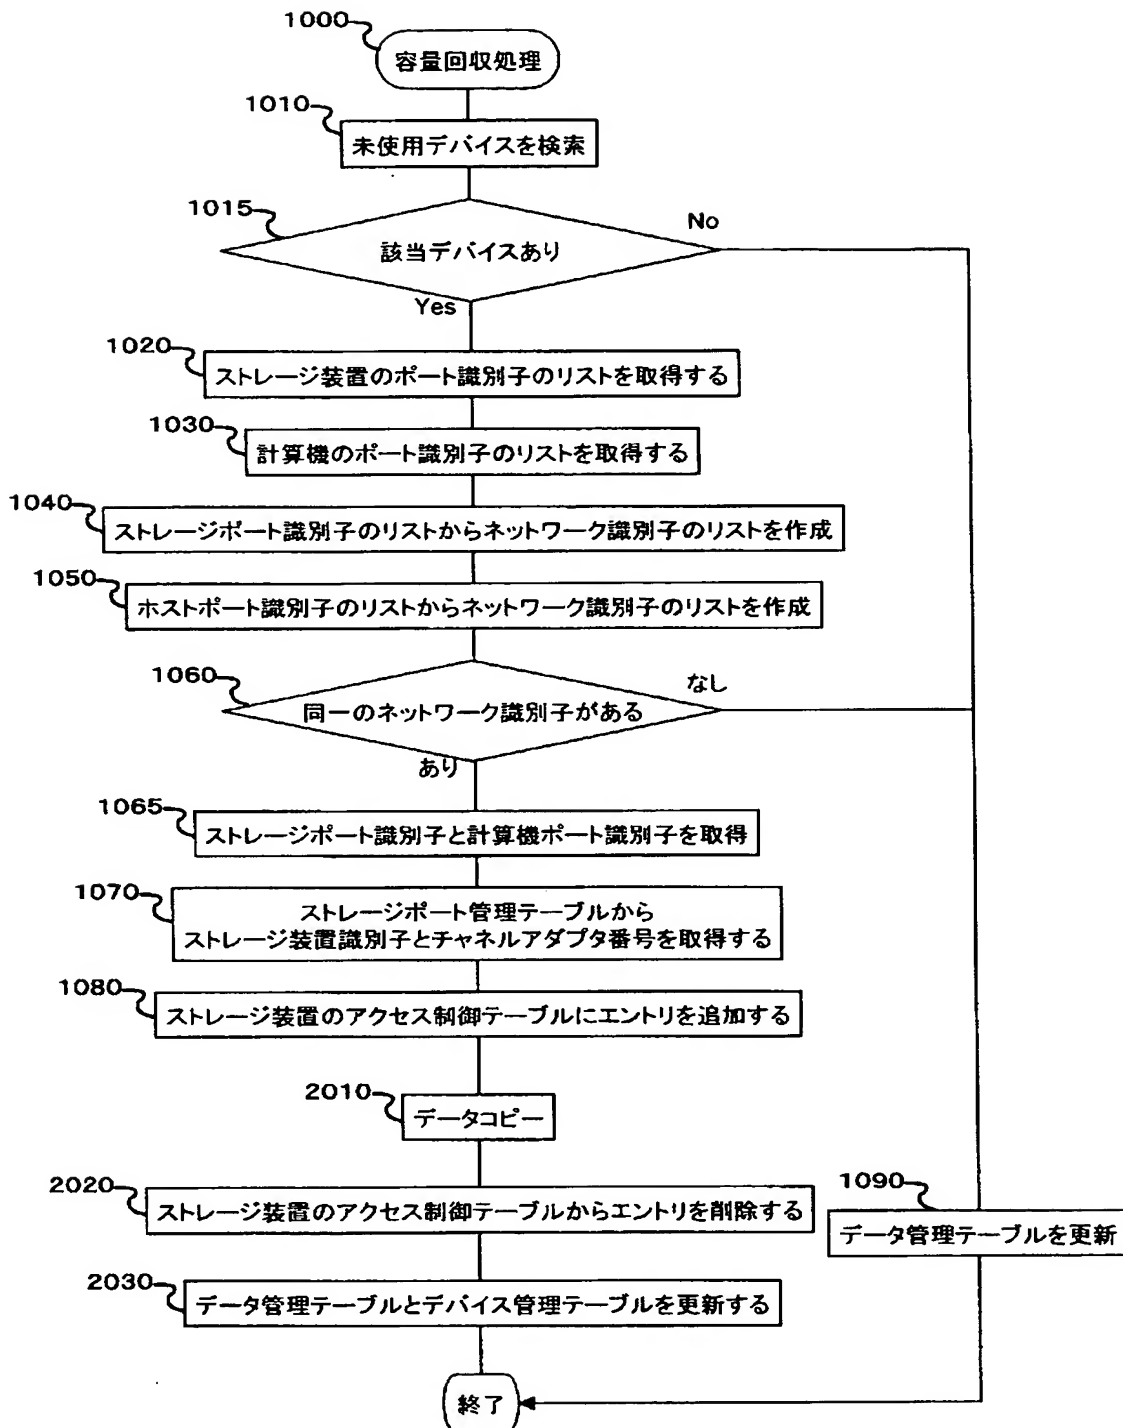 1000
容量回収処理
1010
未使用デバイスを検索
1015
該当デバイスあり
No
Yes
1020
ストレージ装置のポート識別子のリストを取得する
1030
計算機のポート識別子のリストを取得する
1040
ストレージポート識別子のリストからネットワーク識別子のリストを作成
1050
ホストポート識別子のリストからネットワーク識別子のリストを作成
1060
同一のネットワーク識別子がある
なし
あり
1065
ストレージポート識別子と計算機ポート識別子を取得
1070
ストレージポート管理テーブルから
ストレージ装置識別子とチャネルアダプタ番号を取得する
1080
ストレージ装置のアクセス制御テーブルにエントリを追加する
2010
データコピー
2020
ストレージ装置のアクセス制御テーブルからエントリを削除する
1090
データ管理テーブルを更新
2030
データ管理テーブルとデバイス管理テーブルを更新する
終了